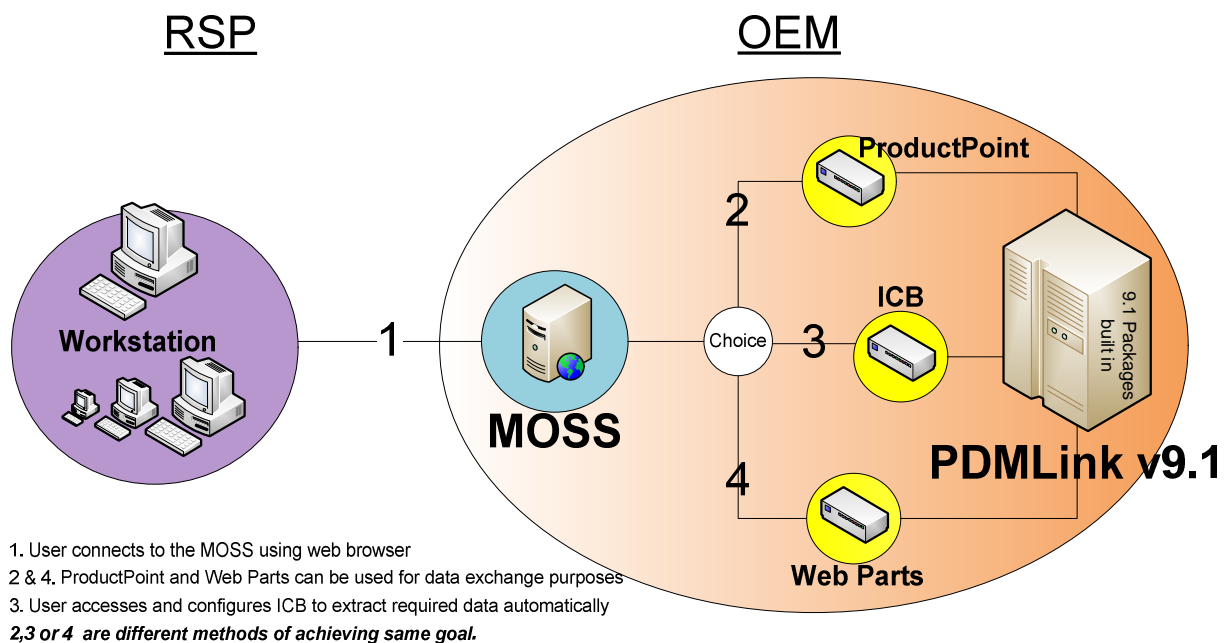 RSP
OEM
ProductPoint
2
Workstation
1
MOSS
Choice
3
ICB
9.1 Packages
built in
PDMLink v9.1
4
Web Parts
1. User connects to the MOSS using web browser
2 & 4. ProductPoint and Web Parts can be used for data exchange purposes
3. User accesses and configures ICB to extract required data automatically
2,3 or 4 are different methods of achieving same goal.